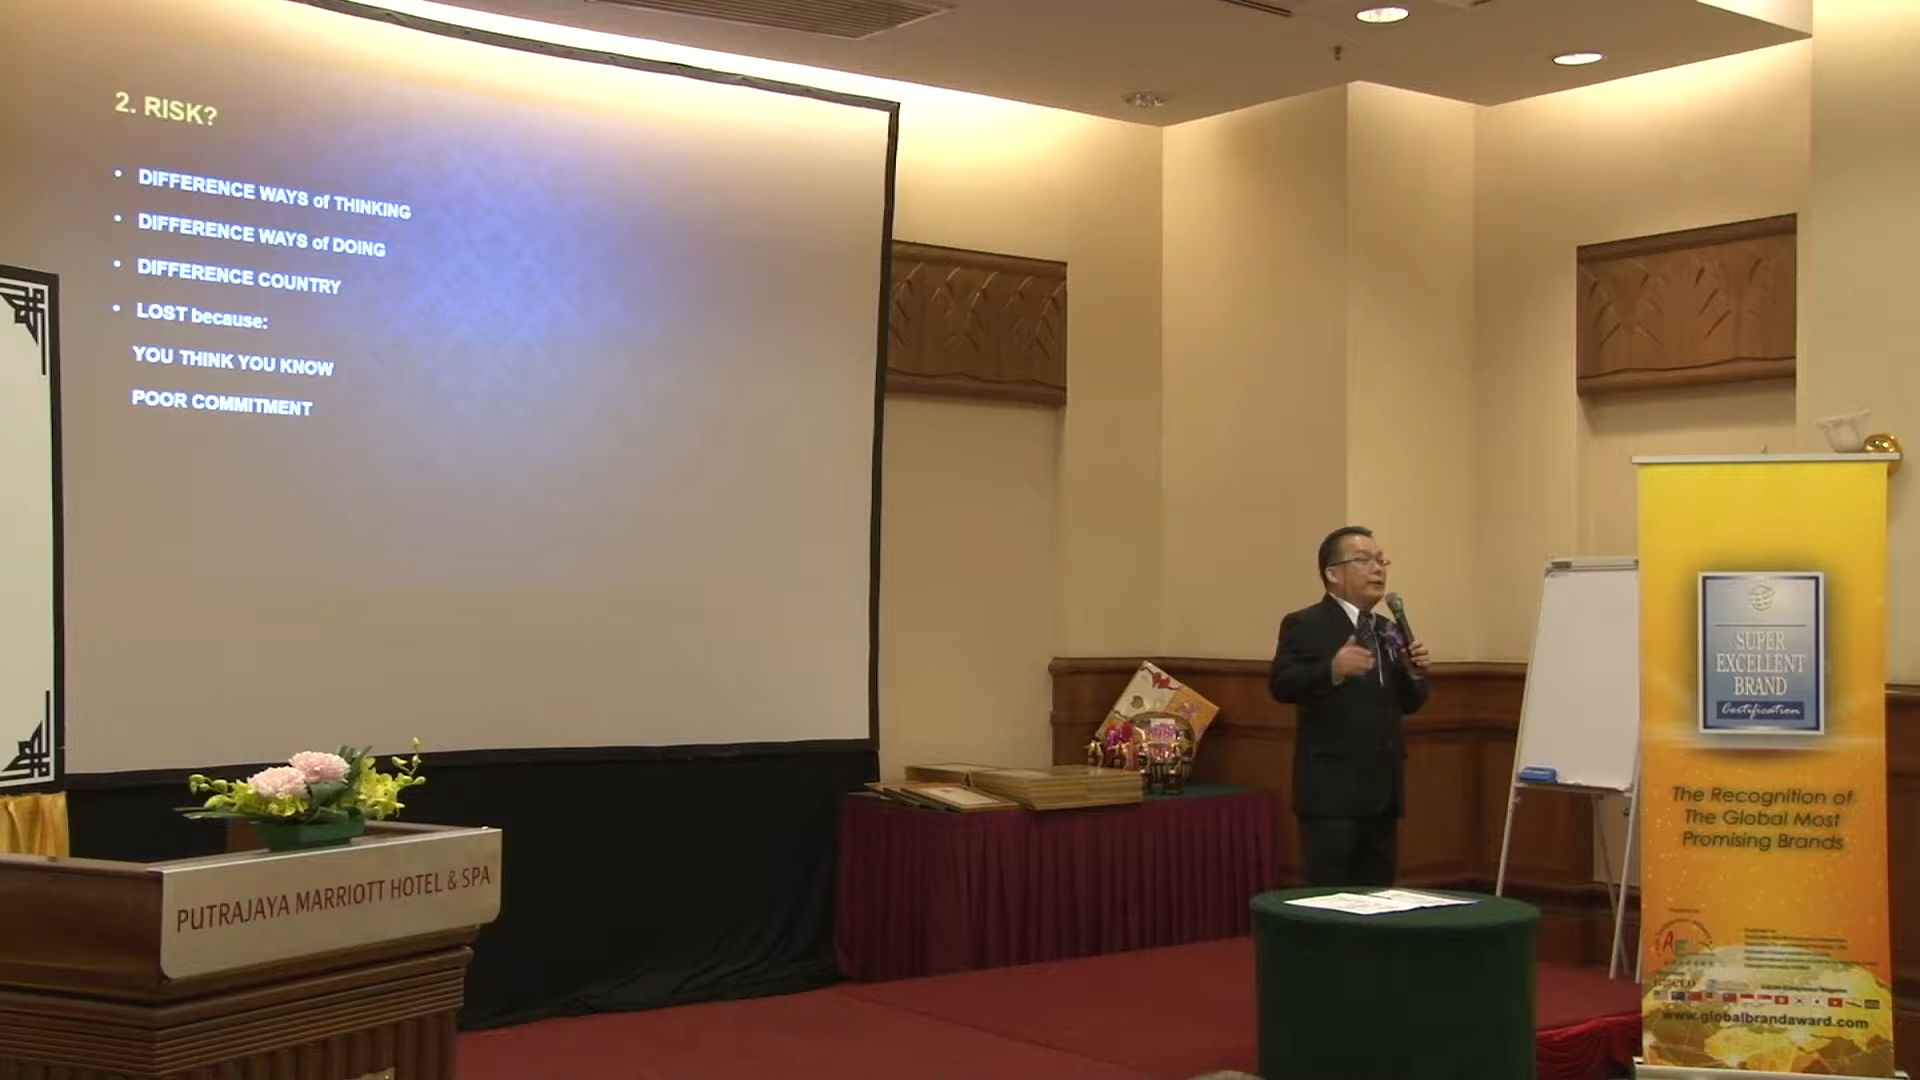 2. RISK?
• DIFFERENCE WAYS of THINKING
• DIFFERENCE WAYS of DOING
• DIFFERENCE COUNTRY
• LOST because:
YOU THINK YOU KNOW
POOR COMMITMENT
PUTRAJAYA MARRIOTT HOTEL & SPA
SUPER
EXCELLENT
BRAND
Certification
The Recognition of
The Global Most
Promising Brands
www.globalbrandaward.com